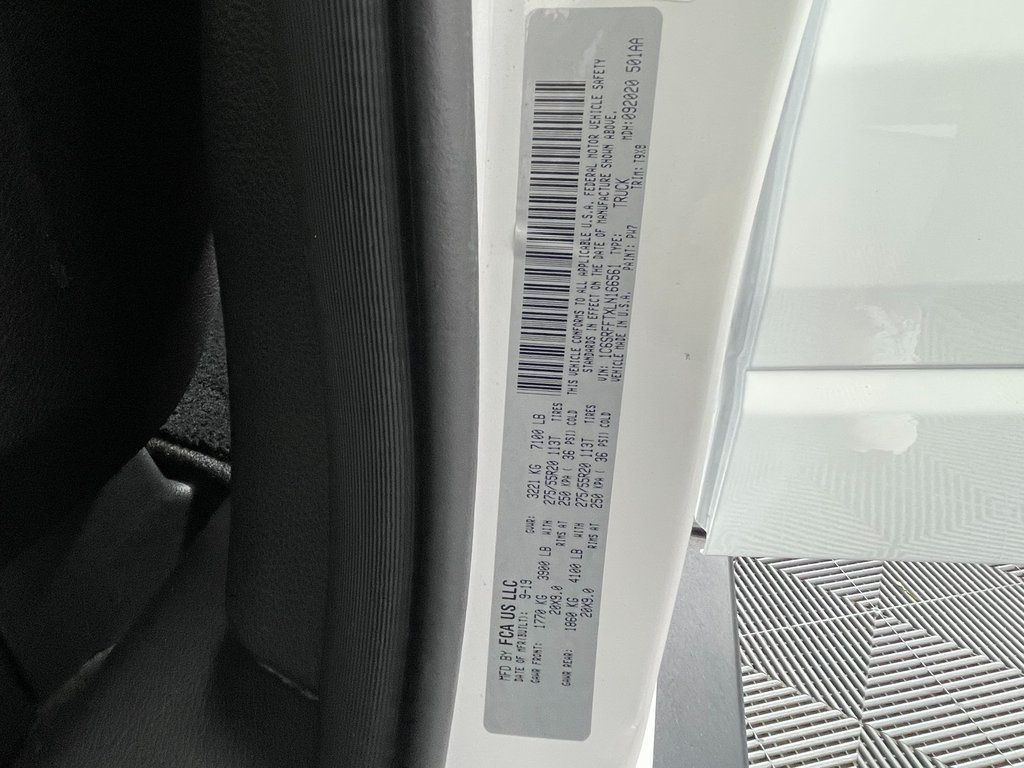 MFD BY FCA US LLC
DATE OF MFR(BUILT): 9-19 GVWR: 3221 KG 7100 LB
GAWR FRONT: 1770 KG 3900 LB WITH 275/55R20 113T TIRES
20X9.0 RIMS AT 250 KPA ( 36 PSI) COLD
GAWR REAR: 1860 KG 4100 LB WITH 275/55R20 113T TIRES
20X9.0 RIMS AT 250 KPA ( 36 PSI) COLD
THIS VEHICLE CONFORMS TO ALL APPLICABLE U.S.A. FEDERAL MOTOR VEHICLE SAFETY
STANDARDS IN EFFECT ON THE DATE OF MANUFACTURE SHOWN ABOVE.
VIN: 1C6SRFFTXLN166561 TYPE: TRUCK MDH:092020 501AA
VEHICLE MADE IN U.S.A. PAINT: PW7 TRIM: T9X8